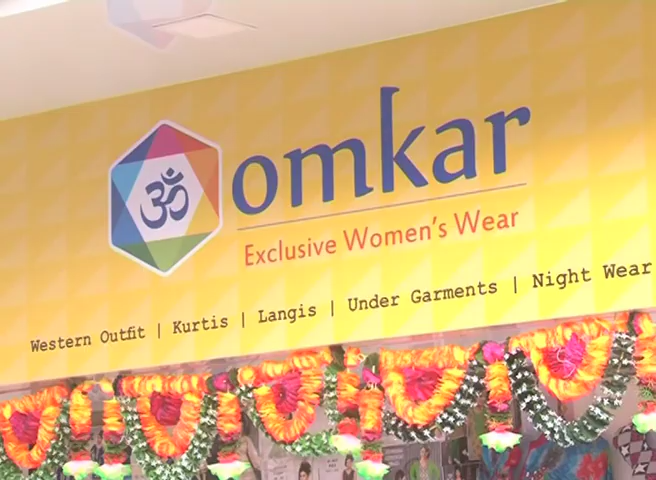 ॐ
omkar
Exclusive Women's Wear
Western Outfit | Kurtis | Langis | Under Garments | Night Wear